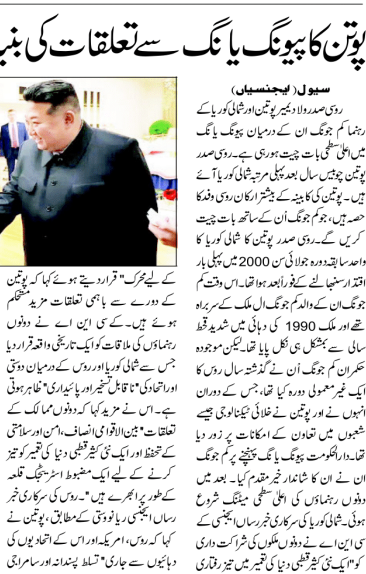 پوتن کا پیونگ یانگ سے تعلقات کی
سیول (ایجنسیاں)
روسی صدر ولادیمیر پوتین اور شمالی کوریا کے
رہنما کم جونگ ان کے درمیان پیونگ یانگ
میں اعلیٰ سطحی بات چیت ہو رہی ہے۔ روسی صدر
پوتین چوبیس سال بعد پہلی مرتبہ شمالی کوریا آئے
ہیں۔ پوتین کی کابینہ کے بیشتر ارکان روسی وفد کا
حصہ ہیں، جو کم جونگ اُن کے ساتھ بات چیت
کریں گے۔ روسی صدر پوتین کا شمالی کوریا کا
واحد سابقہ دورہ جولائی سن 2000 میں پہلی بار
اقتدار سنبھالنے کے فوراً بعد ہوا تھا۔ اس وقت کم
جونگ ان کے والد کم جونگ ال ملک کے سربراہ
تھے اور ملک 1990 کی دہائی میں شدید قحط
سالی سے بمشکل ہی نکل پایا تھا۔ لیکن موجودہ
حکمران کم جونگ اُن نے گذشتہ سال روس کا
ایک غیر معمولی دورہ کیا تھا، جس کے دوران
انہوں نے اور پوتین نے خلائی ٹیکنالوجی جیسے
شعبوں میں تعاون کے امکانات پر زور دیا
تھا۔ دارالحکومت پیونگ یانگ پہنچنے پر کم جونگ
ان نے ان کا شاندار خیر مقدم کیا۔ بعد میں
دونوں رہنماؤں کی اعلیٰ سطحی میٹنگ شروع
ہوئی۔ شمالی کوریا کی سرکاری خبر رساں ایجنسی کے
سی این اے نے دونوں ملکوں کی شراکت داری
کو "ایک نئی کثیر قطبی دنیا کی تعمیر میں تیز رفتاری
کے لیے محرک" قرار دیتے ہوئے کہا کہ پوتین
کے دورے سے باہمی تعلقات مزید مستحکم
ہوئے ہیں۔ کے سی این اے نے دونوں
رہنماؤں کی ملاقات کو ایک تاریخی واقعہ قرار دیا
جس سے شمالی کوریا اور روس کے درمیان دوستی
اور اتحاد کی "ناقابل تسخیر اور پائیداری" ظاہر ہوتی
ہے۔ اس نے مزید کہا کہ دونوں ممالک کے
تعلقات "بین الاقوامی انصاف، امن اور سلامتی
کے تحفظ اور ایک نئی کثیر قطبی دنیا کی تعمیر کو تیز
کرنے کے لیے ایک مضبوط اسٹریٹجک قلعہ
کے طور پر ابھرے ہیں"۔ روس کی سرکاری خبر
رساں ایجنسی ریا نووستی کے مطابق، پوتین نے
کہا کہ روس، امریکہ اور اس کے اتحادیوں کی
دہائیوں سے جاری "تسلط پسندانہ اور سامراجی